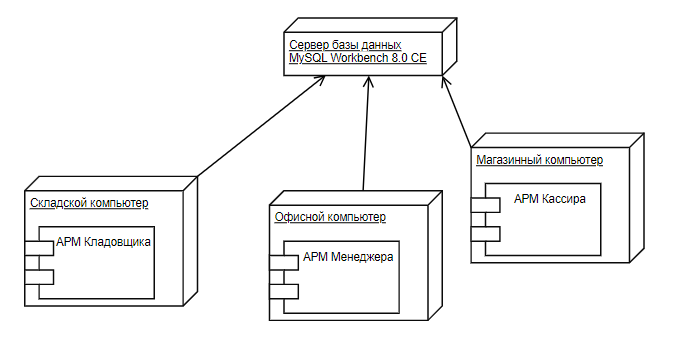 Сервер базы данных
MySQL Workbench 8.0 CE
Магазинный компьютер
АРМ Кассира
Складской компьютер
АРМ Кладовщика
Офисной компьютер
АРМ Менеджера